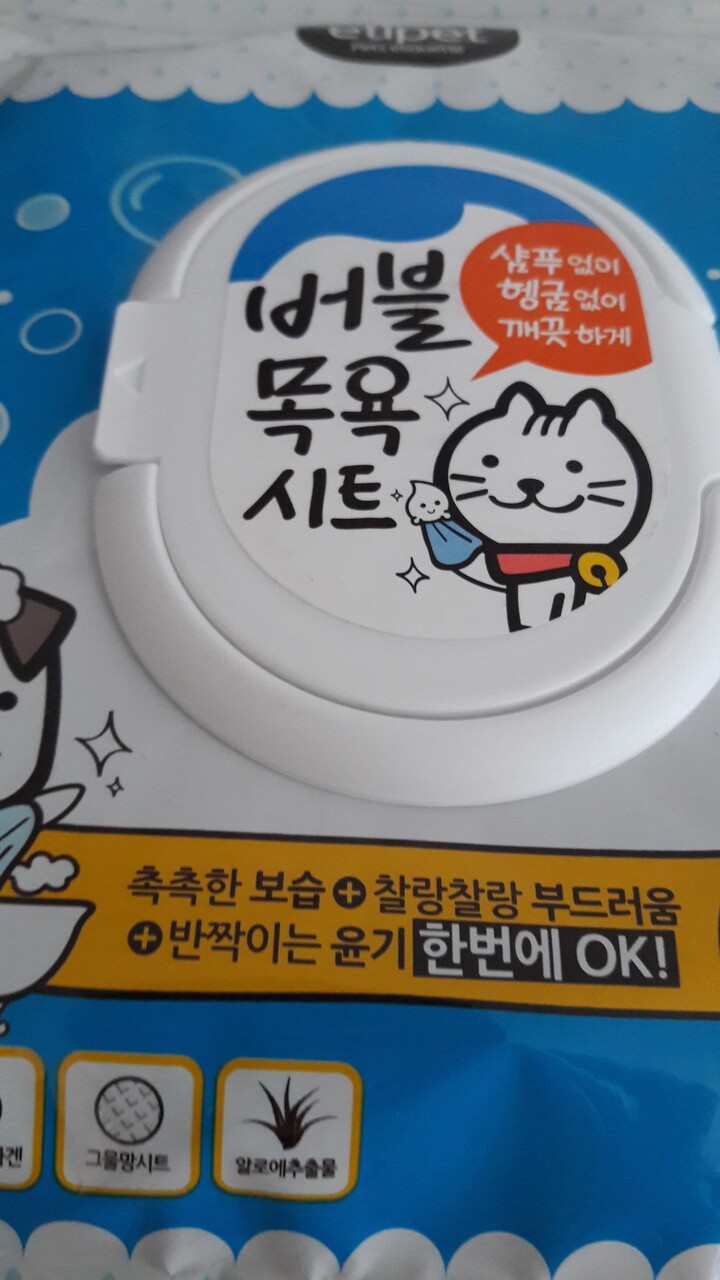 버블
목욕
시트
샴푸 없이
헹굼 없이
깨끗 하게
촉촉한 보습 + 찰랑찰랑 부드러움
+ 반짝이는 윤기 한번에 OK!
그물망시트
알로에추출물